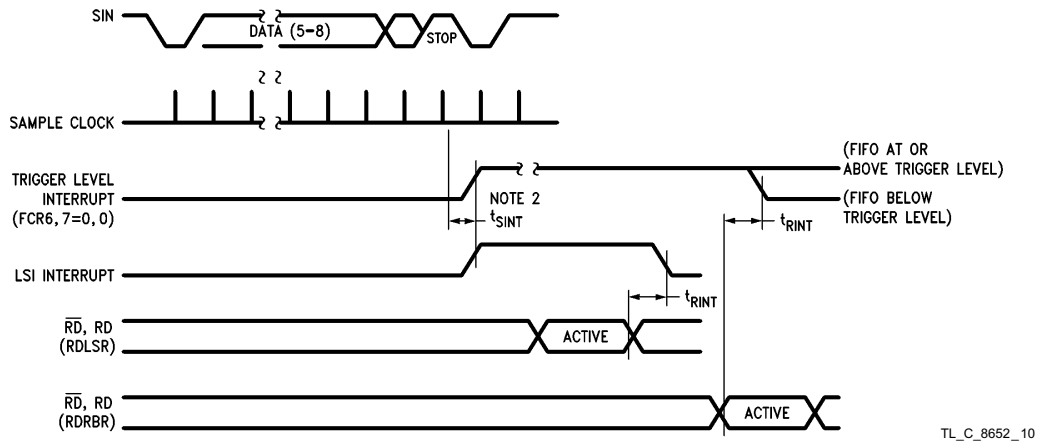 SIN
DATA (5-8)
STOP
SAMPLE CLOCK
TRIGGER LEVEL
INTERRUPT
(FCR6, 7=0, 0)
NOTE 2
tSINT
(FIFO AT OR
ABOVE TRIGGER LEVEL)
(FIFO BELOW
TRIGGER LEVEL)
tRINT
LSI INTERRUPT
tRINT
R̅D̅, RD
(RDLSR)
ACTIVE
R̅D̅, RD
(RDRBR)
ACTIVE
TL_C_8652_10